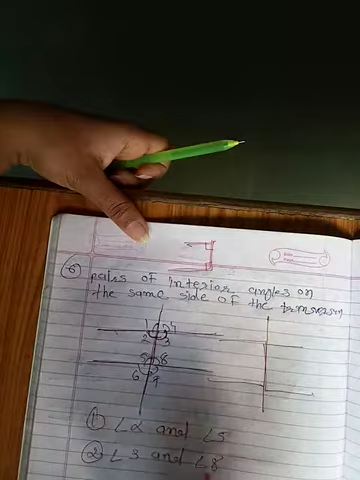 6 pairs of interior angles on
the same side of the transversal
1 4
2 3
5 8
6 7
1) ∠2 and ∠5
2) ∠3 and ∠8